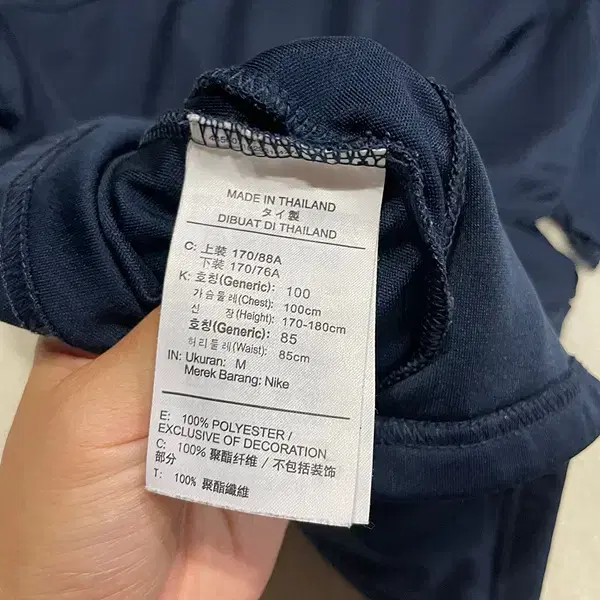 MADE IN THAILAND
タイ製
DIBUAT DI THAILAND
C: 上装 170/88A
下装 170/76A
K: 호칭(Generic): 100
가슴둘레(Chest): 100cm
신 장(Height): 170-180cm
호칭(Generic): 85
허리둘레(Waist): 85cm
IN: Ukuran: M
Merek Barang: Nike
E: 100% POLYESTER /
EXCLUSIVE OF DECORATION
C: 100% 聚酯纤维 / 不包括装饰
部分
T: 100% 聚酯纖維